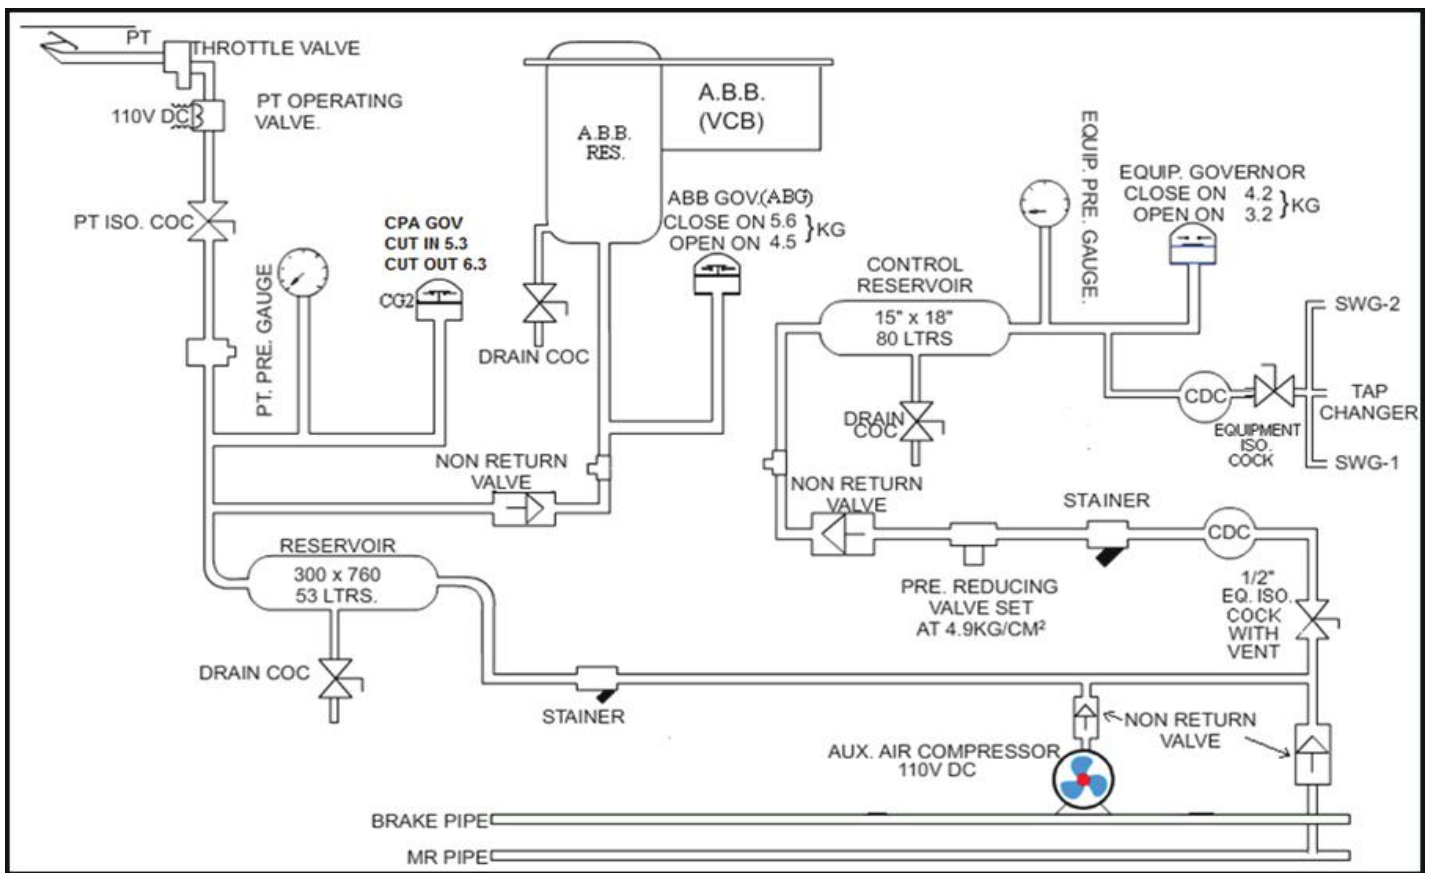 PT
THROTTLE VALVE
110V DC
PT OPERATING
VALVE.
PT ISO. COC
PT. PRE. GAUGE
CPA GOV
CUT IN 5.3
CUT OUT 6.3
CG2
A.B.B.
RES.
A.B.B.
(VCB)
ABB GOV.(ABG)
CLOSE ON 5.6
OPEN ON 4.5
}KG
DRAIN COC
NON RETURN
VALVE
RESERVOIR
300 x 760
53 LTRS.
DRAIN COC
STAINER
CONTROL
RESERVOIR
15" x 18"
80 LTRS
DRAIN
COC
EQUIP. PRE. GAUGE.
EQUIP. GOVERNOR
CLOSE ON 4.2
OPEN ON 3.2
}KG
SWG-2
CDC
TAP
CHANGER
EQUIPMENT
ISO.
COCK
SWG-1
NON RETURN
VALVE
STAINER
CDC
PRE. REDUCING
VALVE SET
AT 4.9KG/CM²
1/2"
EQ. ISO.
COCK
WITH
VENT
NON RETURN
VALVE
AUX. AIR COMPRESSOR
110V DC
BRAKE PIPE
MR PIPE